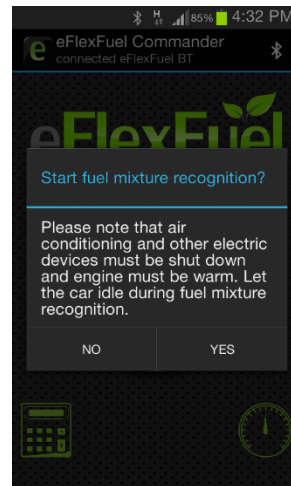 H 85% 4:32 PM
e eFlexFuel Commander
connected eFlexFuel BT
eFlexFuel
Start fuel mixture recognition?
Please note that air
conditioning and other electric
devices must be shut down
and engine must be warm. Let
the car idle during fuel mixture
recognition.
NO YES